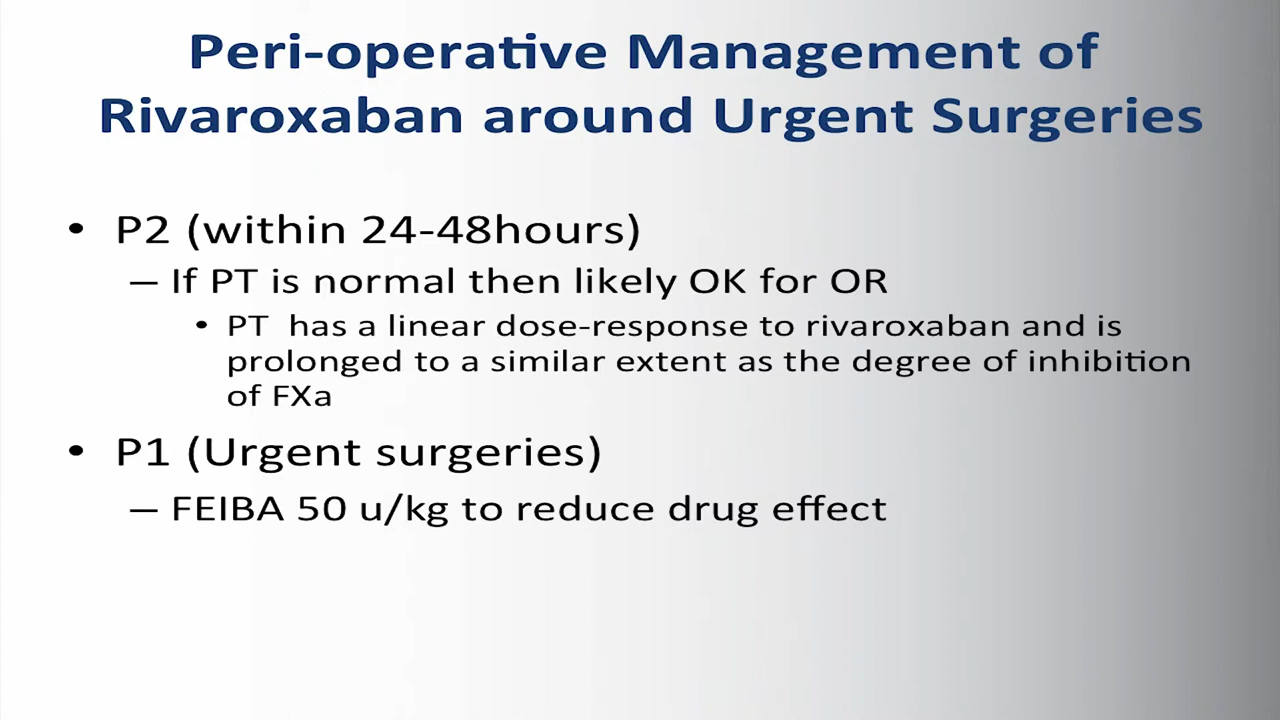 Peri-operative Management of
Rivaroxaban around Urgent Surgeries
• P2 (within 24-48hours)
– If PT is normal then likely OK for OR
• PT has a linear dose-response to rivaroxaban and is
prolonged to a similar extent as the degree of inhibition
of FXa
• P1 (Urgent surgeries)
– FEIBA 50 u/kg to reduce drug effect